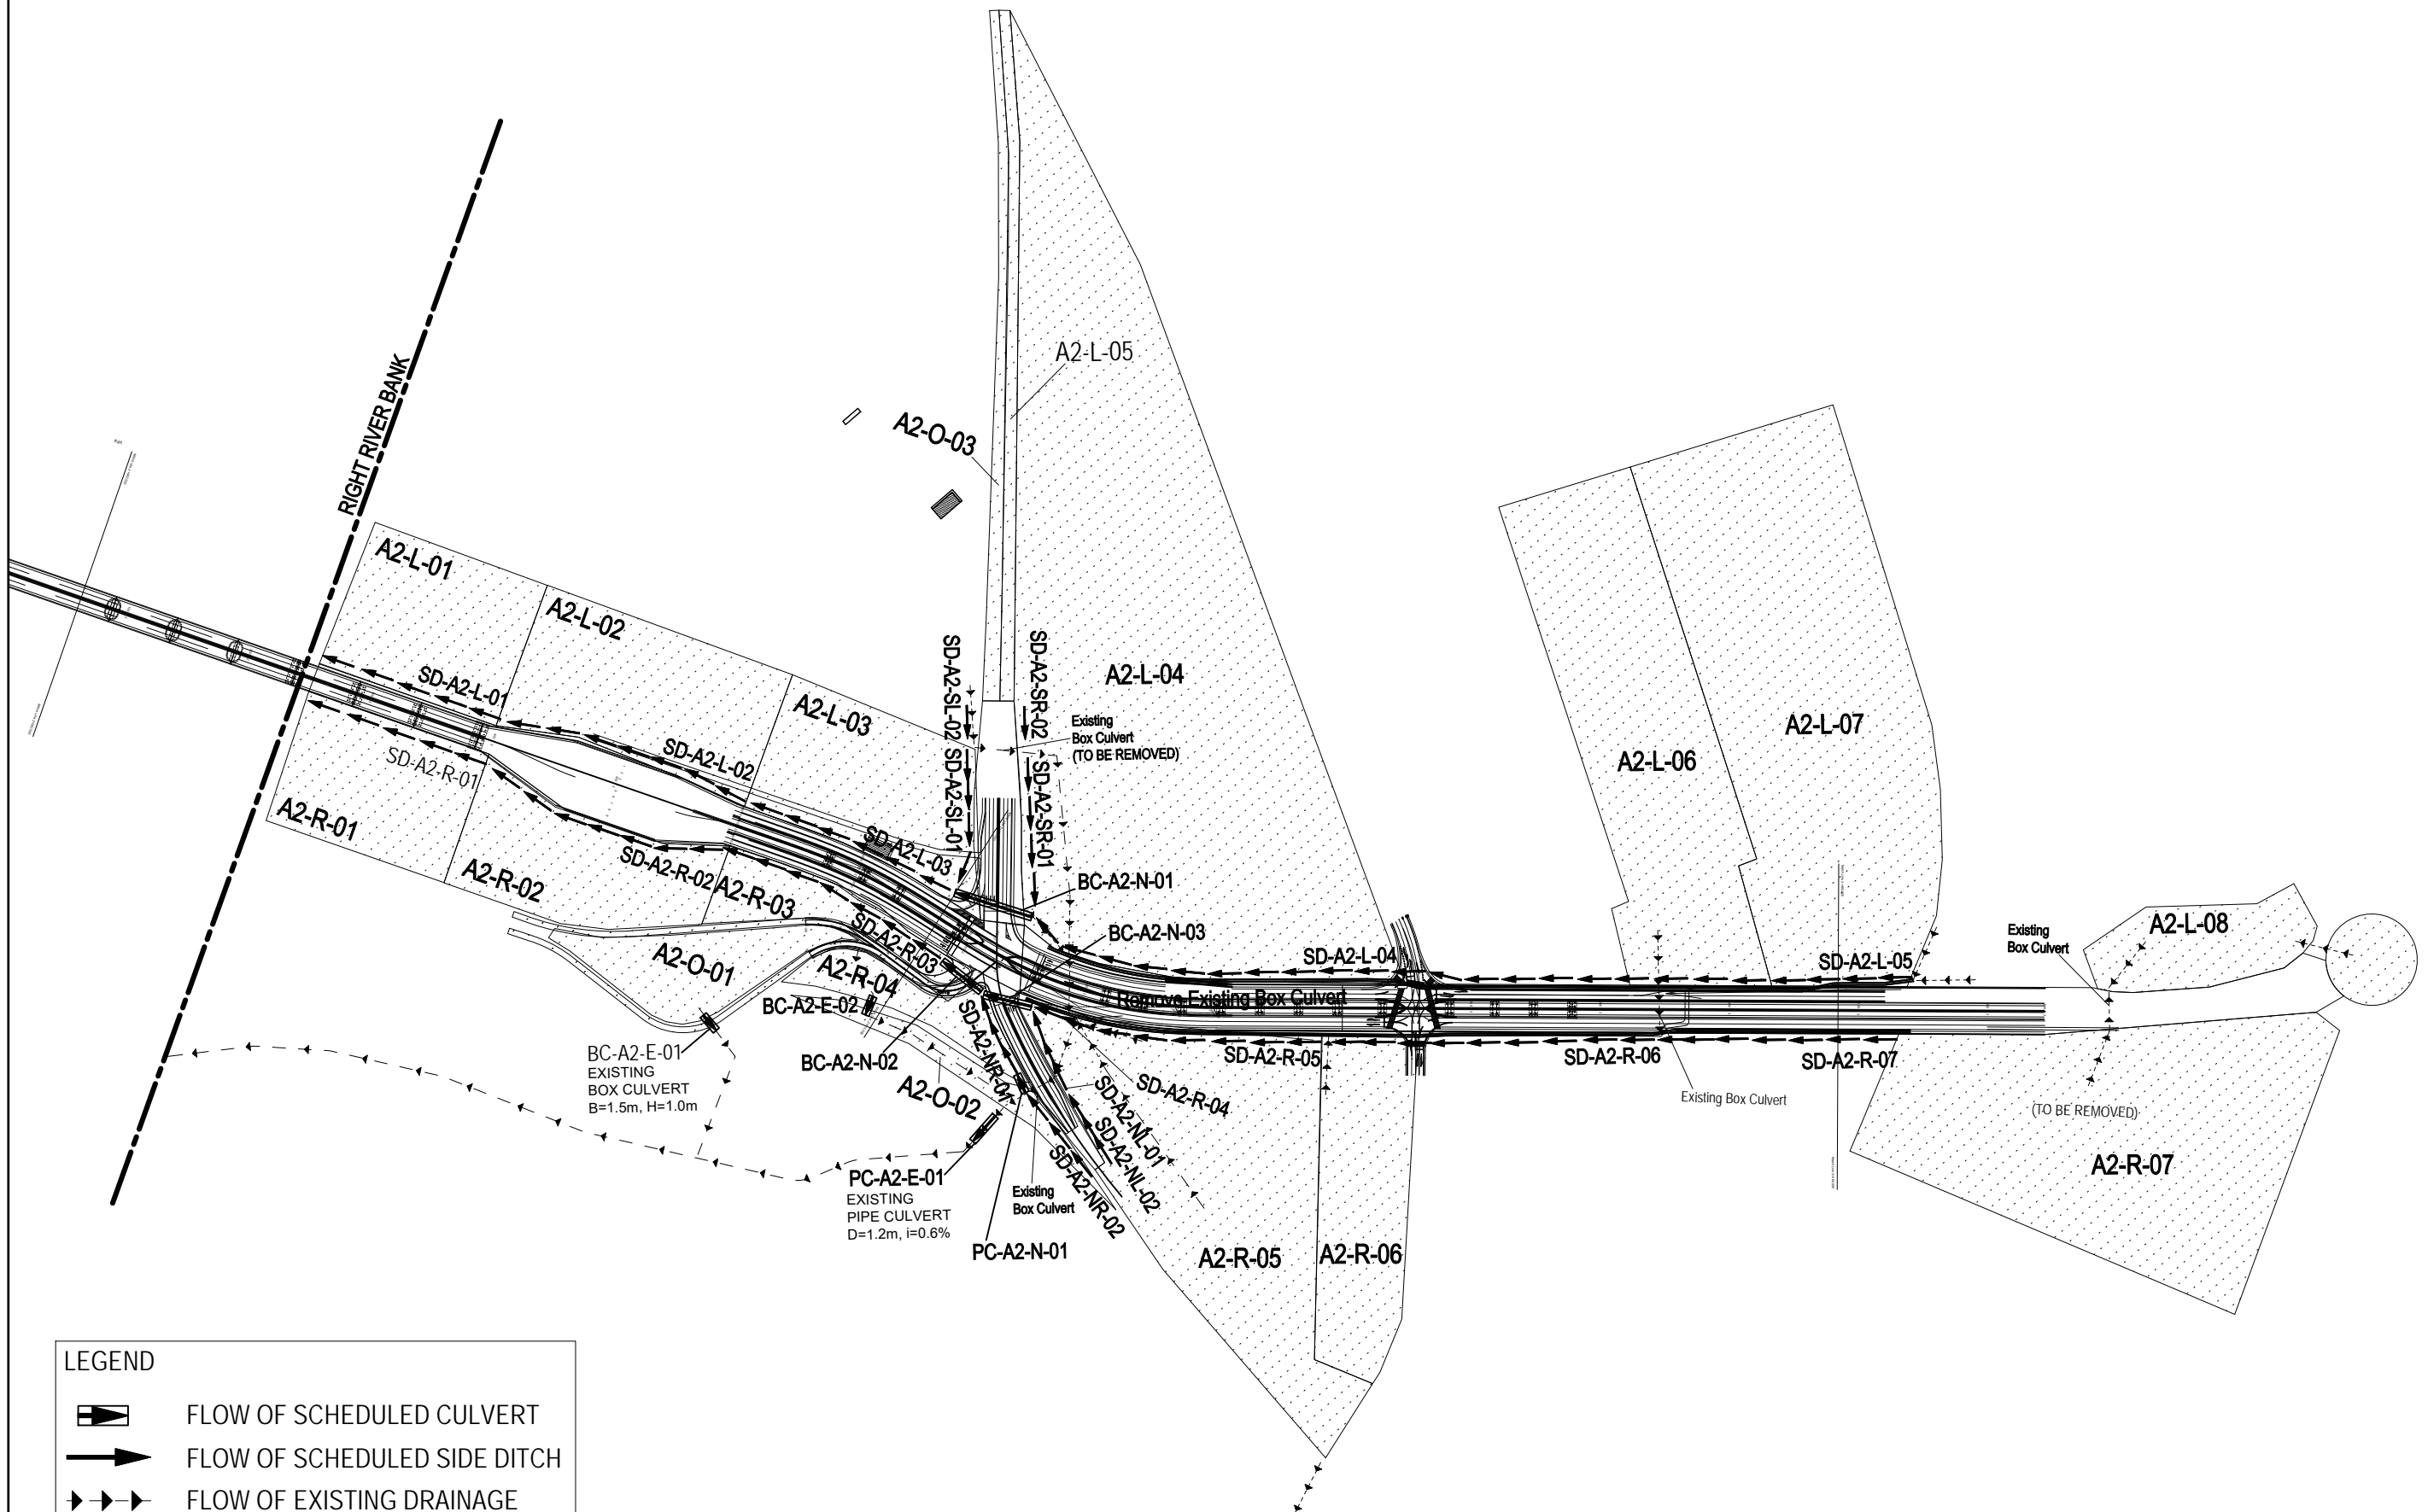 A2-L-05
A2-O-03
RIGHT RIVER BANK
A2-L-01
A2-L-02
A2-L-03
A2-L-04
A2-L-06
A2-L-07
A2-L-08
SD-A2-SL-02
SD-A2-SL-01
SD-A2-SR-02
SD-A2-SR-01
Existing
Box Culvert
(TO BE REMOVED)
SD-A2-L-01
SD-A2-L-02
SD-A2-L-03
SD-A2-R-01
A2-R-01
A2-R-02
SD-A2-R-02
A2-R-03
SD-A2-R-03
BC-A2-N-01
BC-A2-N-03
SD-A2-L-04
SD-A2-L-05
Existing
Box Culvert
A2-O-01
A2-R-04
BC-A2-E-02
Remove Existing Box Culvert
SD-A2-R-05
SD-A2-R-06
SD-A2-R-07
BC-A2-E-01
EXISTING
BOX CULVERT
B=1.5m, H=1.0m
BC-A2-N-02
A2-O-02
SD-A2-NR-01
SD-A2-R-04
SD-A2-NL-01
SD-A2-NL-02
SD-A2-NR-02
Existing Box Culvert
(TO BE REMOVED)
A2-R-07
PC-A2-E-01
EXISTING
PIPE CULVERT
D=1.2m, i=0.6%
Existing
Box Culvert
PC-A2-N-01
A2-R-05
A2-R-06
LEGEND
FLOW OF SCHEDULED CULVERT
FLOW OF SCHEDULED SIDE DITCH
FLOW OF EXISTING DRAINAGE